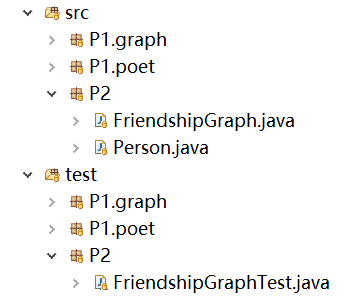 src
P1.graph
P1.poet
P2
FriendshipGraph.java
Person.java
test
P1.graph
P1.poet
P2
FriendshipGraphTest.java